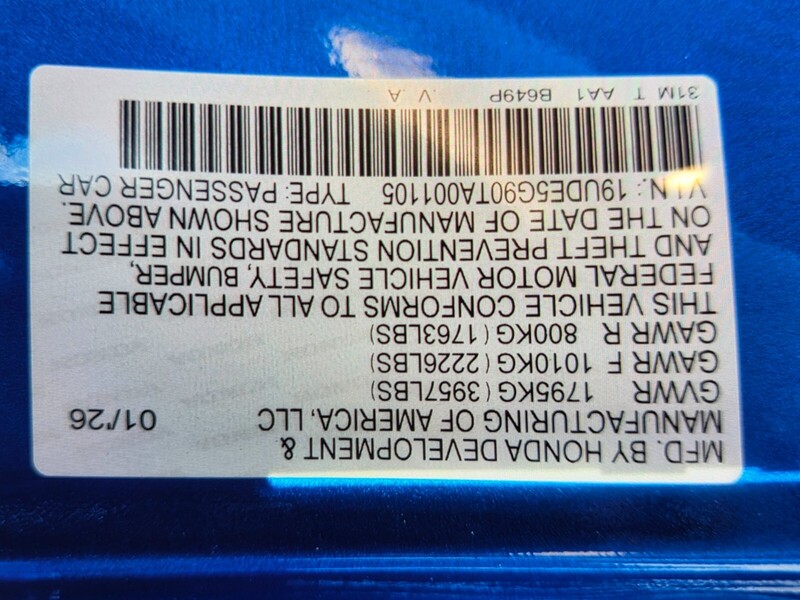 MFD. BY HONDA DEVELOPMENT &
MANUFACTURING OF AMERICA, LLC 01/'26
GVWR 1795KG (3957LBS)
GAWR F 1010KG (2226LBS)
GAWR R 800KG (1763LBS)
THIS VEHICLE CONFORMS TO ALL APPLICABLE
FEDERAL MOTOR VEHICLE SAFETY, BUMPER,
AND THEFT PREVENTION STANDARDS IN EFFECT
ON THE DATE OF MANUFACTURE SHOWN ABOVE.
V.I.N.: 19UDE5G90TA001105 TYPE: PASSENGER CAR
31M T AA1 B649P V. A